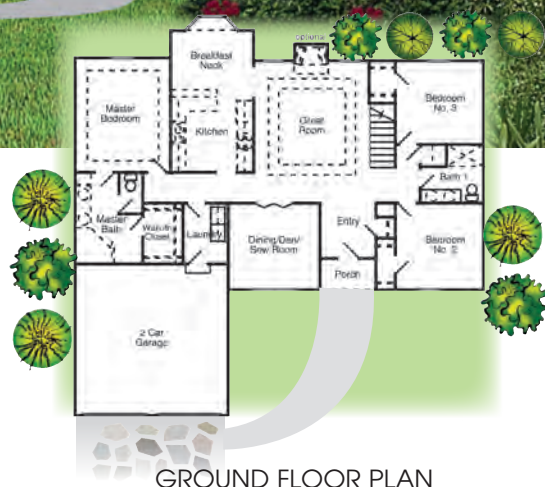 optional
Breakfast
Nook
Master
Bedroom
Kitchen
Great
Room
Bedroom
No. 3
Bath 1
Master
Bath
Walk-In
Closet
Laundry
Dining/Den/
Sew Room
Entry
Bedroom
No. 2
Porch
2 Car
Garage
GROUND FLOOR PLAN